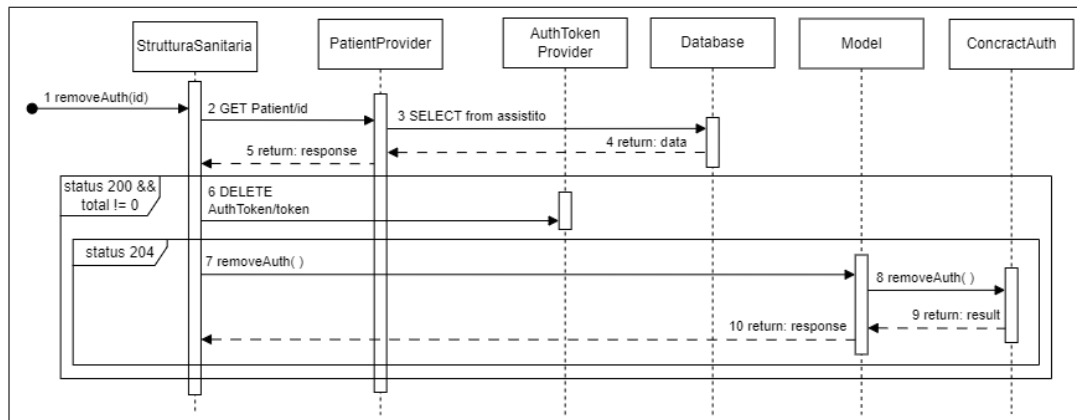 StrutturaSanitaria
PatientProvider
AuthToken
Provider
Database
Model
ConcractAuth
1 removeAuth(id)
2 GET Patient/id
3 SELECT from assistito
4 return: data
5 return: response
status 200 &&
total != 0
6 DELETE
AuthToken/token
status 204
7 removeAuth( )
8 removeAuth( )
9 return: result
10 return: response